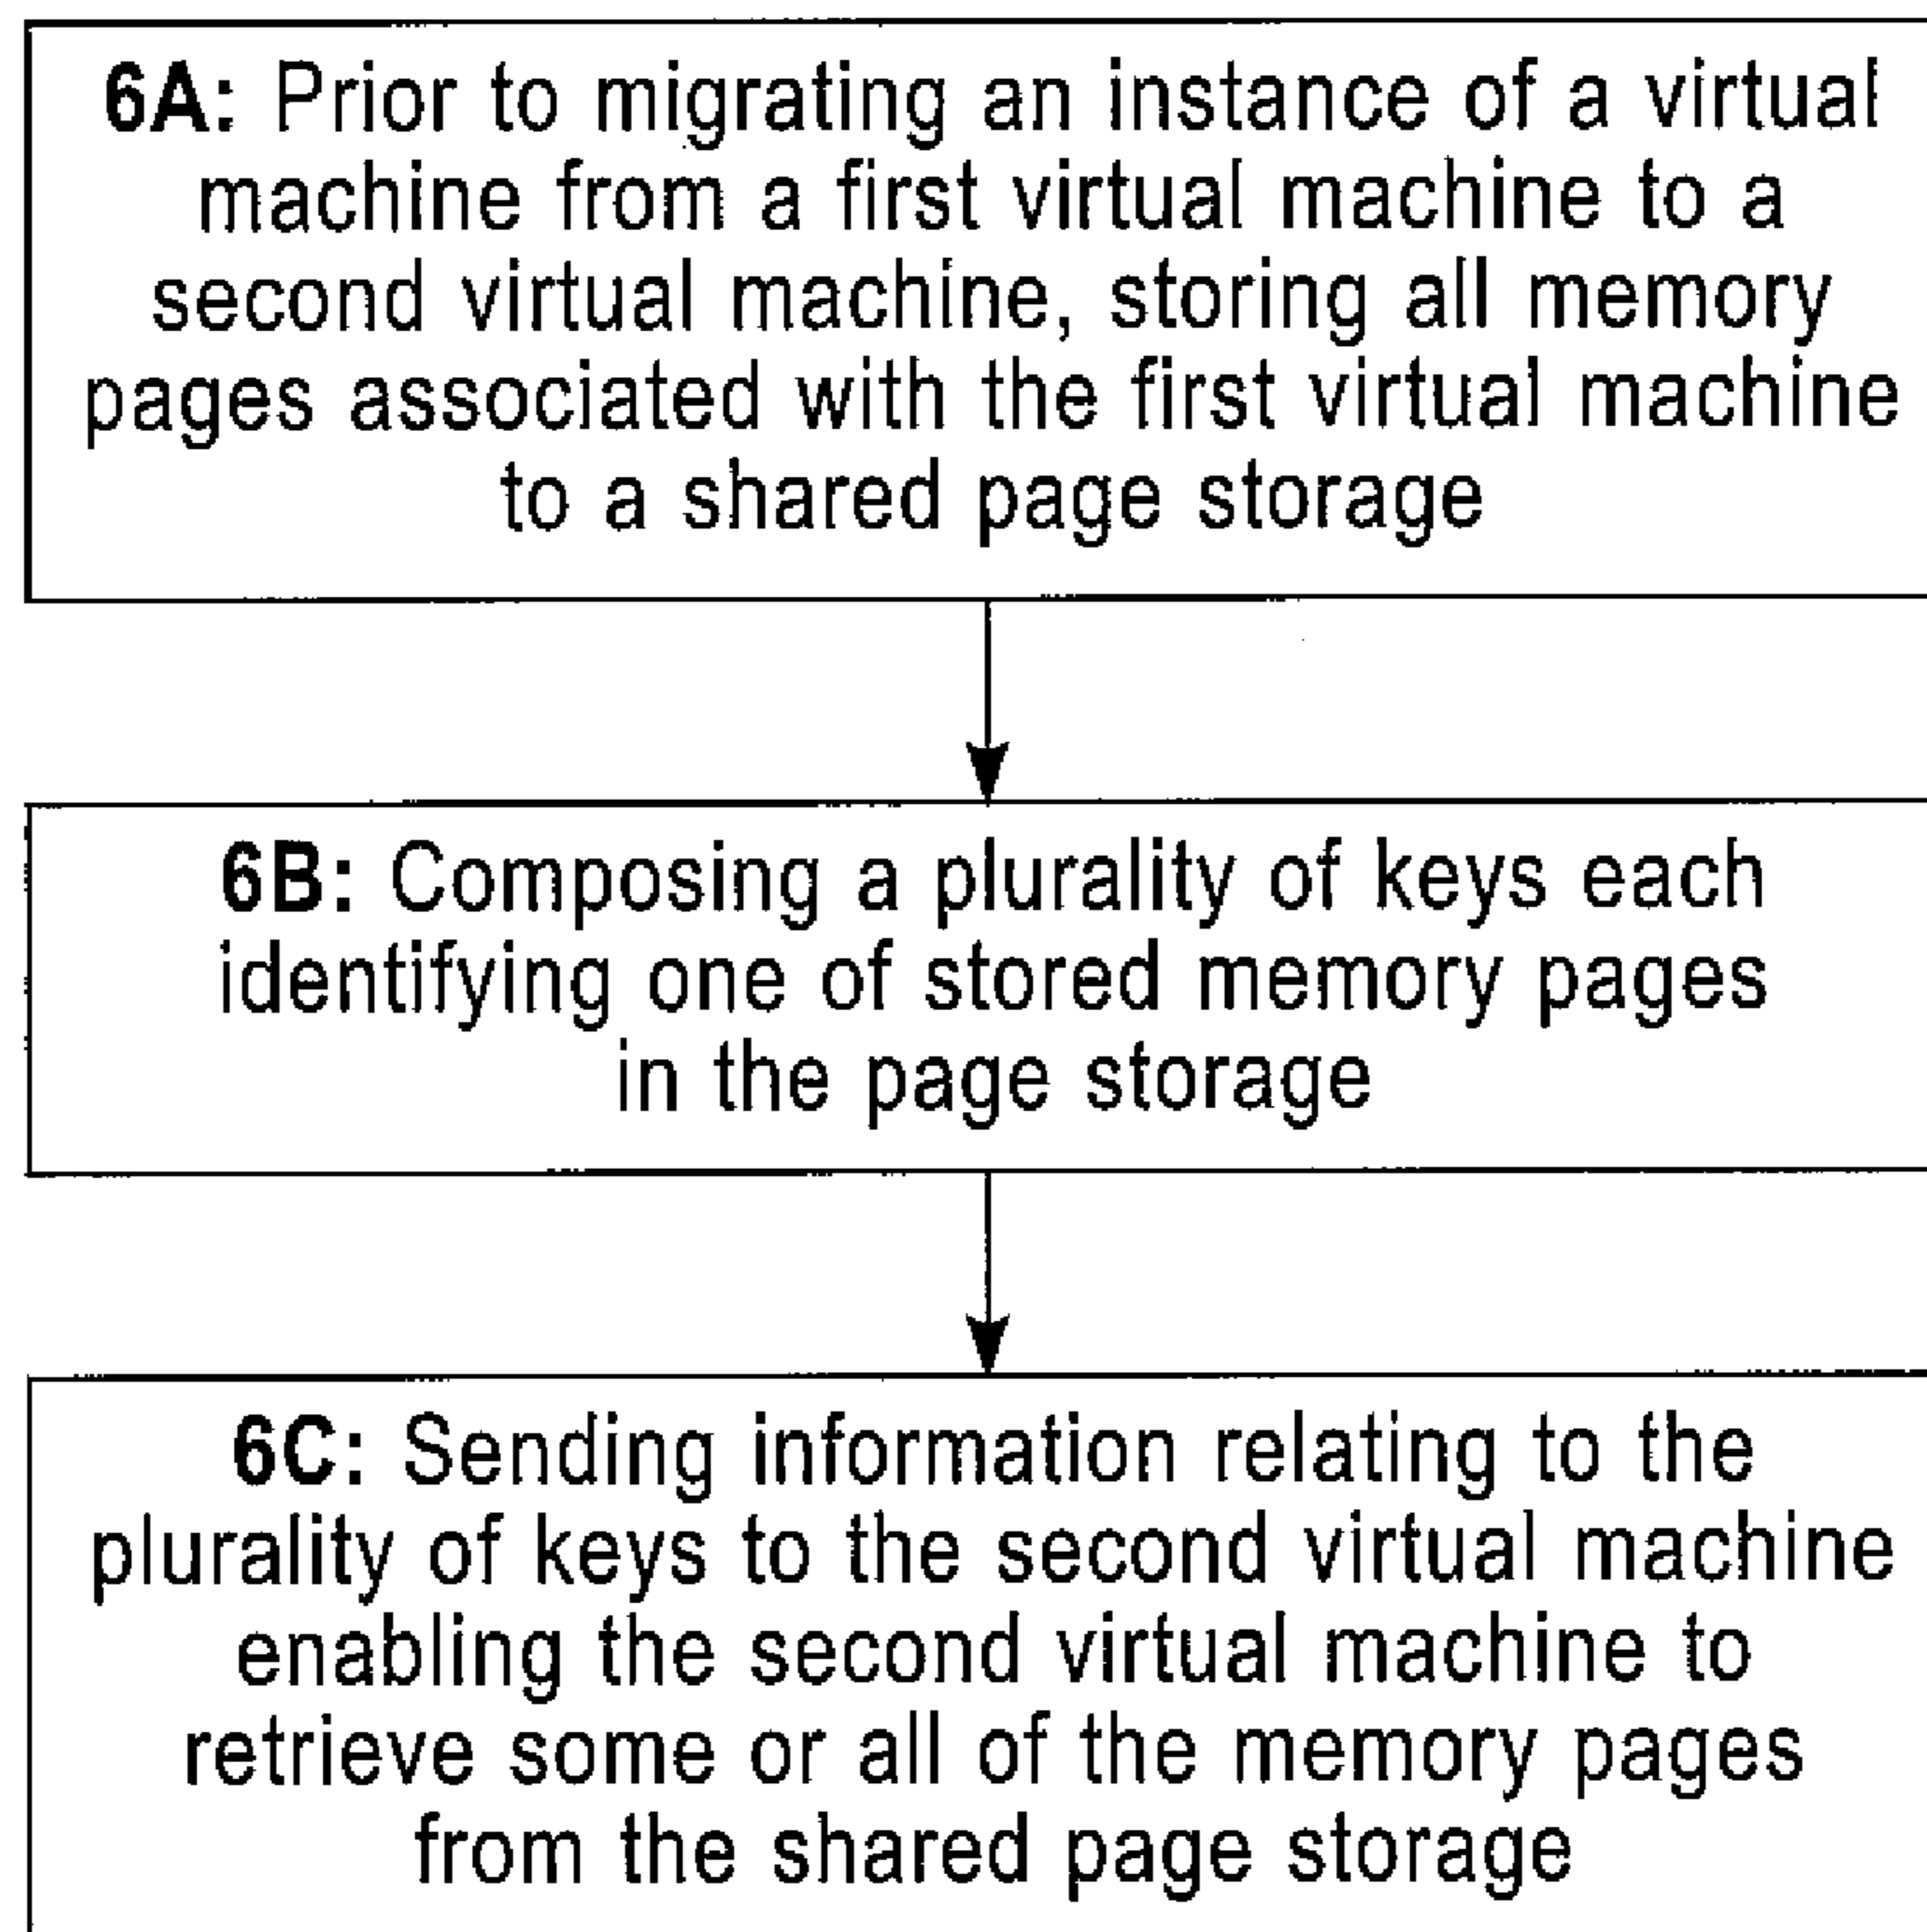 6A: Prior to migrating an instance of a virtual
machine from a first virtual machine to a
second virtual machine, storing all memory
pages associated with the first virtual machine
to a shared page storage
6B: Composing a plurality of keys each
identifying one of stored memory pages
in the page storage
6C: Sending information relating to the
plurality of keys to the second virtual machine
enabling the second virtual machine to
retrieve some or all of the memory pages
from the shared page storage